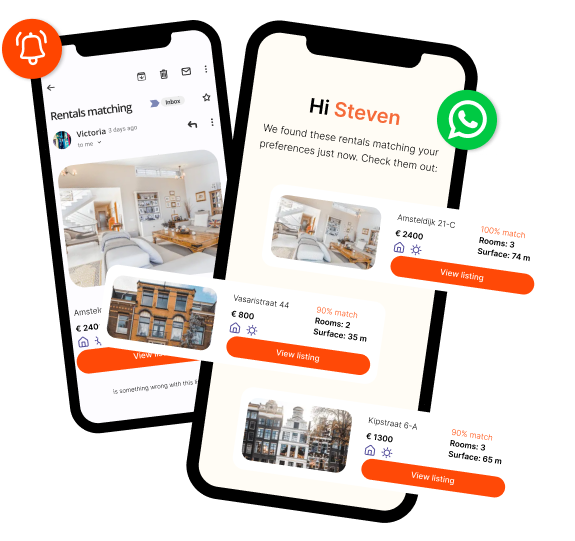 Rentals matching
Inbox
Victoria 3 days ago
to me
€ 240
View
is something wrong with this
Hi Steven
We found these rentals matching your
preferences just now. Check them out:
Amsteldijk 21-C
€ 2400
100% match
Rooms: 3
Surface: 74 m
View listing
Vasaristraat 44
€ 800
90% match
Rooms: 2
Surface: 35 m
View listing
Kipstraat 6-A
€ 1300
90% match
Rooms: 3
Surface: 65 m
View listing